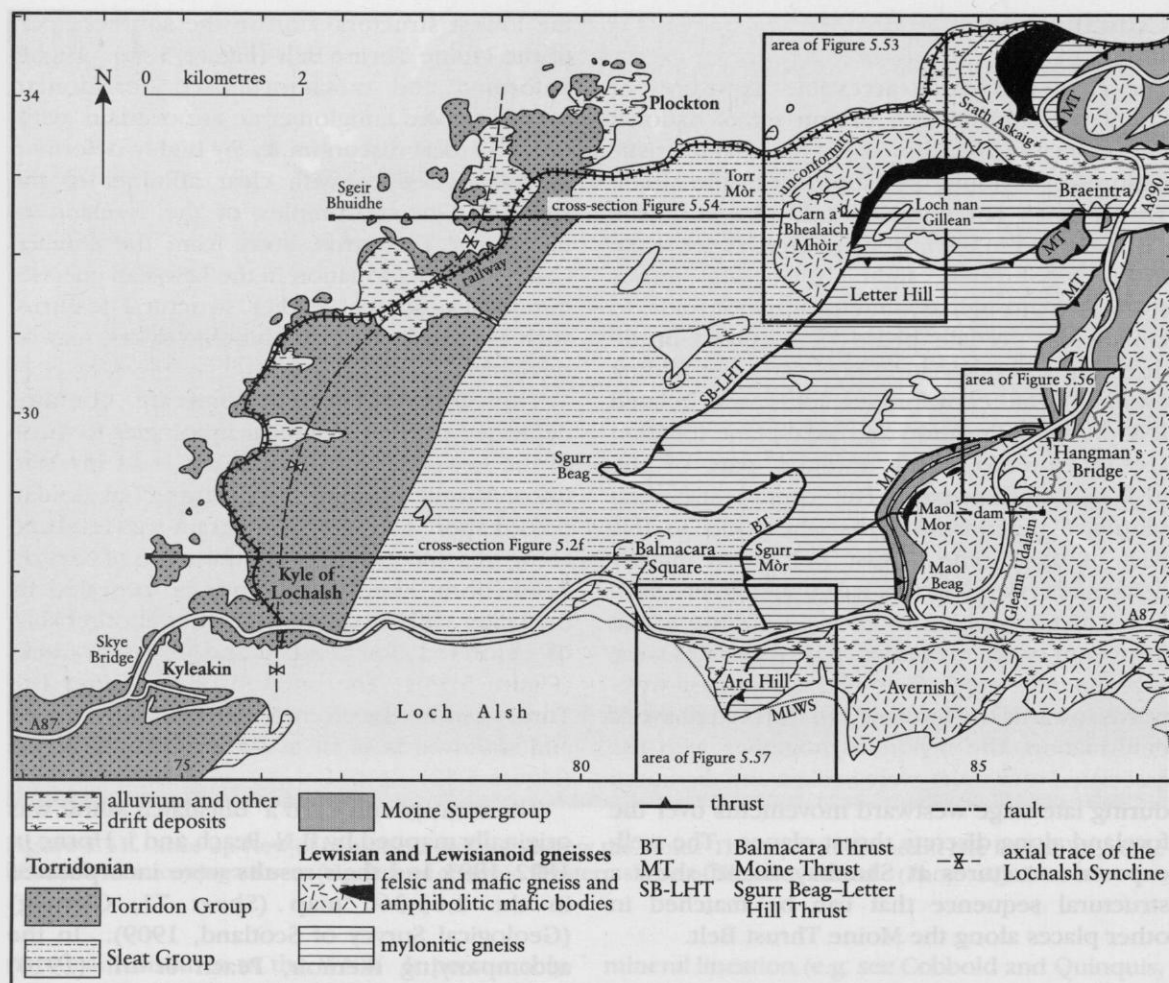 34
N
0 kilometres 2
Plockton
area of Figure 5.53
Srath Ascaig
MT
unconformity
Torr
Mòr
Sgeir
Bhuidhe
cross-section Figure 5.54
Carn a'
Bhealaich
Mhòir
Loch nan
Gillean
Braeintra
A890
MT
railway
Letter Hill
MT
SB-LHT
area of Figure 5.56
30
Hangman's
Bridge
Sgurr
Beag
MT
Maol
Mor
dam
BT
cross-section Figure 5.2f
Balmacara
Square
Sgurr
Mòr
Maol
Beag
Gleann Udalain
Kyle of
Lochalsh
A87
Skye
Bridge
Kyleakin
Ard Hill
MLWS
Avernish
Loch Alsh
A87
75
80
area of Figure 5.57
85
alluvium and other
drift deposits
Torridonian
Torridon Group
Sleat Group
Moine Supergroup
Lewisian and Lewisianoid gneisses
felsic and mafic gneiss and
amphibolitic mafic bodies
mylonitic gneiss
thrust
BT Balmacara Thrust
MT Moine Thrust
SB-LHT Sgurr Beag–Letter
Hill Thrust
fault
axial trace of the
Lochalsh Syncline